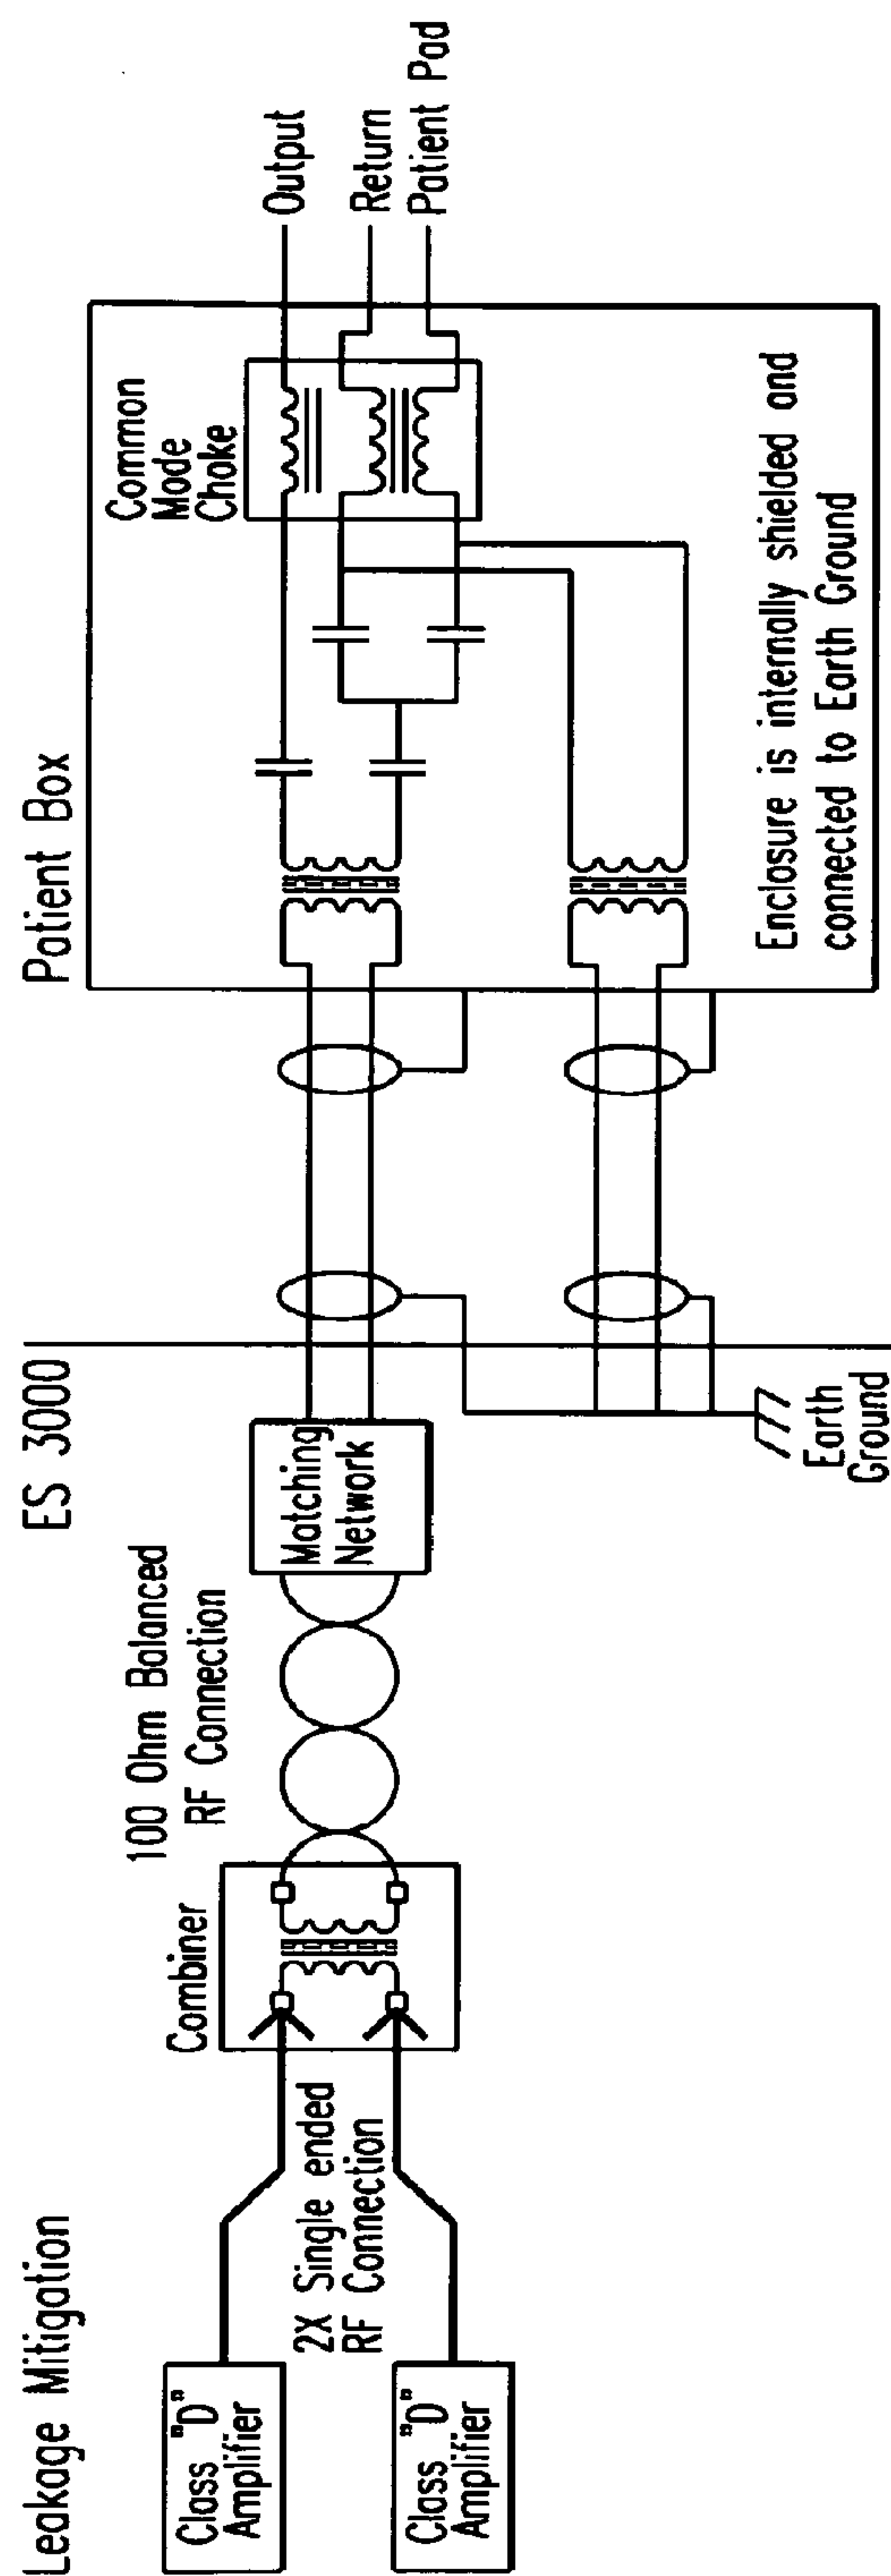 Leakage Mitigation
ES 3000
Patient Box
Class "D"
Amplifier
Class "D"
Amplifier
2X Single ended
RF Connection
Combiner
100 Ohm Balanced
RF Connection
Matching
Network
Earth
Ground
Common
Mode
Choke
Output
Return
Patient Pad
Enclosure is internally shielded and
connected to Earth Ground